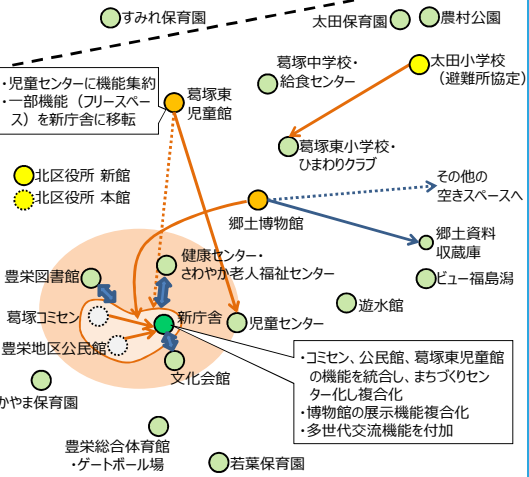 すみれ保育園
太田保育園
農村公園
葛塚中学校・
給食センター
太田小学校
（避難所協定）
・児童センターに機能集約
・一部機能（フリースペー
ス）を新庁舎に移転
葛塚東
児童館
葛塚東小学校・
ひまわりクラブ
北区役所 新館
北区役所 本館
その他の
空きスペースへ
郷土博物館
郷土資料
収蔵庫
健康センター・
さわやか老人福祉センター
豊栄図書館
ビュー福島潟
遊水館
葛塚コミセン
新庁舎
児童センター
豊栄地区公民館
文化会館
・コミセン、公民館、葛塚東児童館
の機能を統合し、まちづくりセン
ター化し複合化
・博物館の展示機能複合化
・多世代交流機能を付加
かやま保育園
豊栄総合体育館
・ゲートボール場
若葉保育園